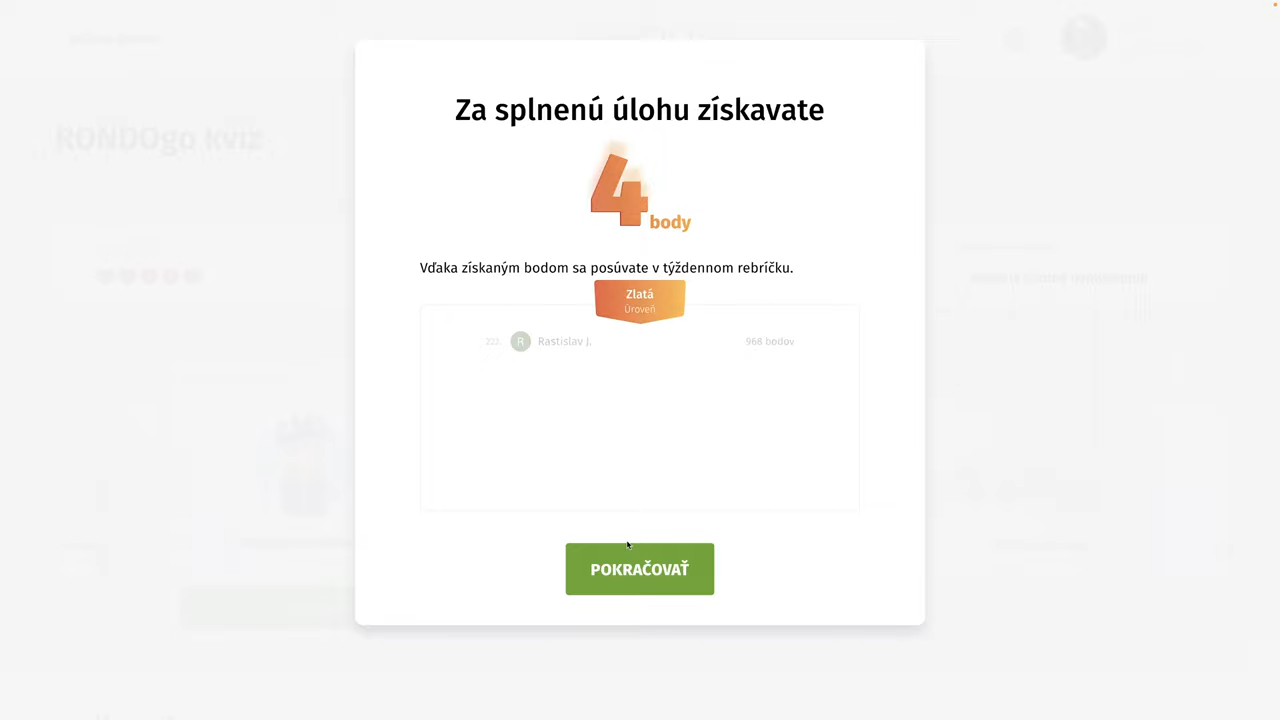 Za splnenú úlohu získavate
RONDOgo kvíz
4 body
Vďaka získaným bodom sa posúvate v týždennom rebríčku.
Zlatá
Úroveň
222. R Rastislav J. 968 bodov
POKRAČOVAŤ